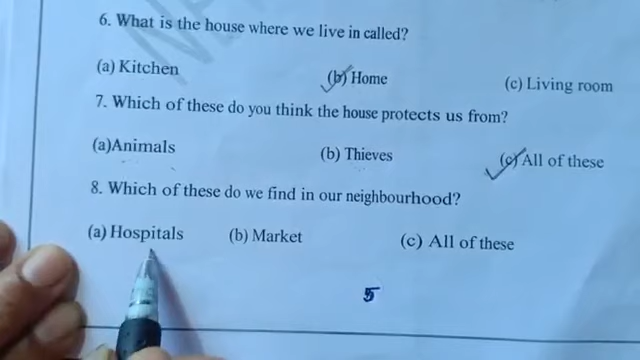 6. What is the house where we live in called?
(a) Kitchen (b) Home (c) Living room
7. Which of these do you think the house protects us from?
(a)Animals (b) Thieves (c) All of these
8. Which of these do we find in our neighbourhood?
(a) Hospitals (b) Market (c) All of these
5